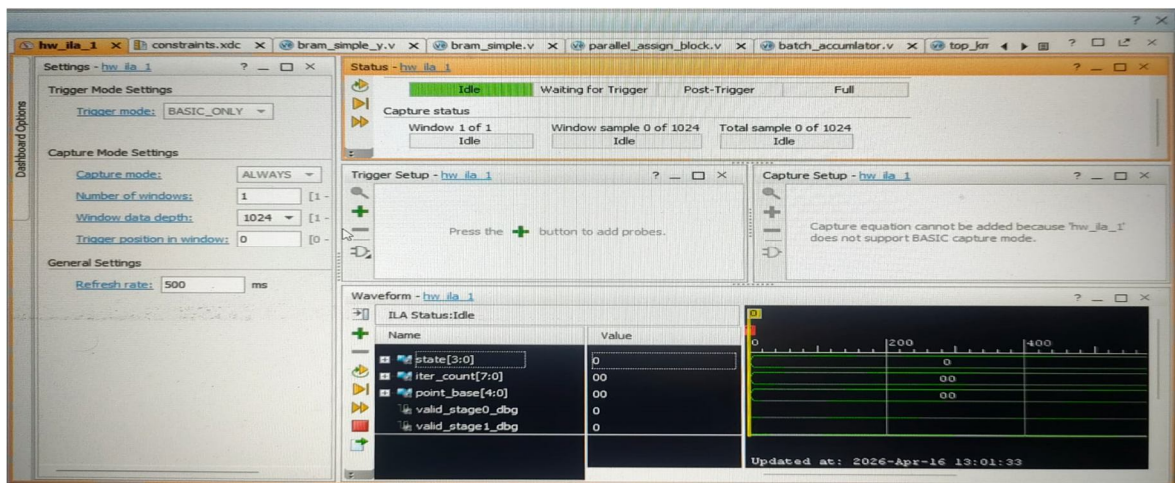 ? ×
hw_ila_1 × constraints.xdc × bram_simple_y.v × bram_simple.v × parallel_assign_block.v × batch_accumlator.v × top_km
Dashboard Options
Settings - hw_ila_1 ? _ □ ×
Trigger Mode Settings
Trigger mode: BASIC_ONLY
Capture Mode Settings
Capture mode: ALWAYS
Number of windows: 1 [1 -
Window data depth: 1024 [1 -
Trigger position in window: 0 [0 -
General Settings
Refresh rate: 500 ms
Status - hw_ila_1 ? _ □ ×
Idle Waiting for Trigger Post-Trigger Full
Capture status
Window 1 of 1 Window sample 0 of 1024 Total sample 0 of 1024
Idle Idle Idle
Trigger Setup - hw_ila_1 ? _ □ ×
Press the + button to add probes.
Capture Setup - hw_ila_1 ? _ □ ×
Capture equation cannot be added because 'hw_ila_1'
does not support BASIC capture mode.
Waveform - hw_ila_1 ? _ □ ×
ILA Status:Idle
Name Value
state[3:0] 0
iter_count[7:0] 00
point_base[4:0] 00
valid_stage0_dbg 0
valid_stage1_dbg 0
0
0 200 400
0
00
00
Updated at: 2026-Apr-16 13:01:33